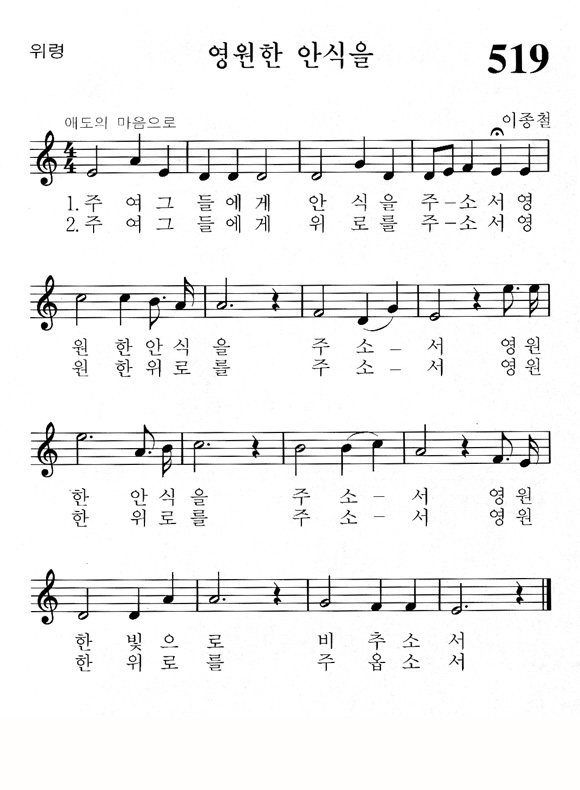 위령
영원한 안식을
519
애도의 마음으로
이종철
4
4
1.주 여 그 들 에 게 안 식 을 주-소 서 영
2.주 여 그 들 에 게 위 로 를 주-소 서 영
원 한 안 식 을 주 소 - 서 영 원
원 한 위 로 를 주 소 - 서 영 원
한 안 식 을 주 소 - 서 영 원
한 위 로 를 주 소 - 서 영 원
한 빛 으 로 비 추 소 서
한 위 로 를 주 옵 소 서